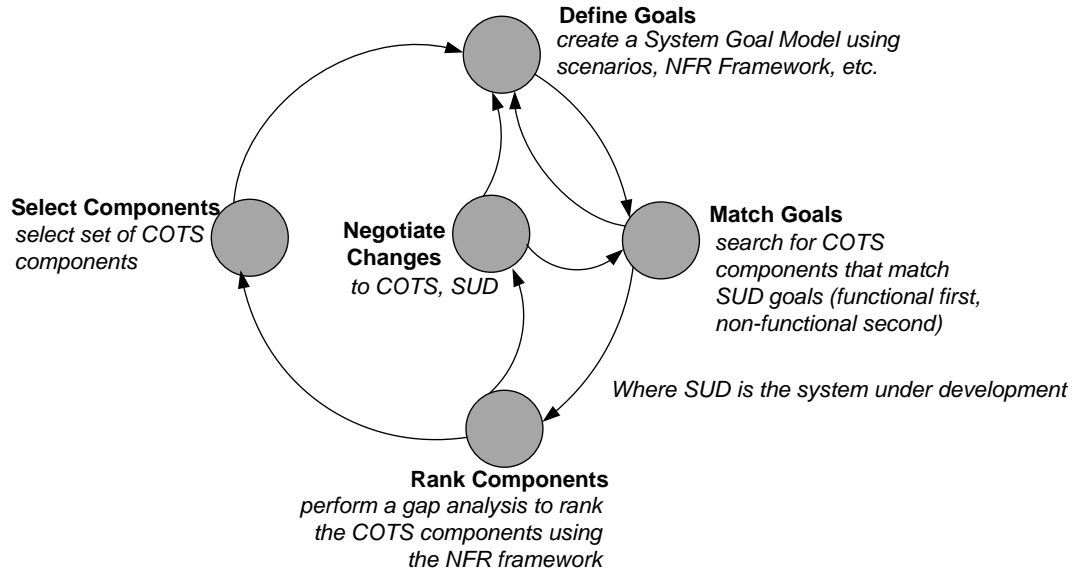 Define Goals
create a System Goal Model using
scenarios, NFR Framework, etc.
Select Components
select set of COTS
components
Negotiate
Changes
to COTS, SUD
Match Goals
search for COTS
components that match
SUD goals (functional first,
non-functional second)
Where SUD is the system under development
Rank Components
perform a gap analysis to rank
the COTS components using
the NFR framework